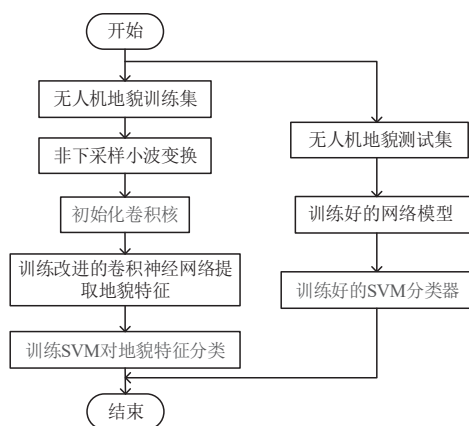 开始
无人机地貌训练集
非下采样小波变换
初始化卷积核
训练改进的卷积神经网络提
取地貌特征
训练SVM对地貌特征分类
无人机地貌测试集
训练好的网络模型
训练好的SVM分类器
结束